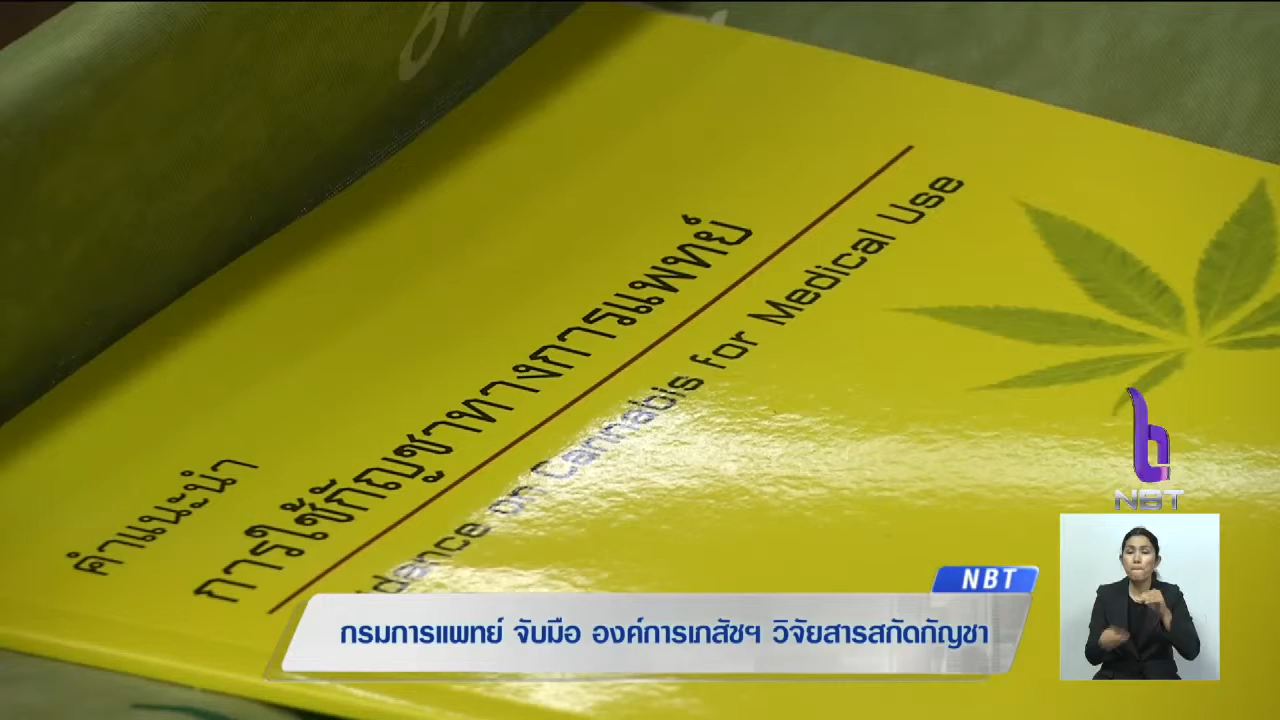 คำแนะนำ
การใช้กัญชาทางการแพทย์
idance on Cannabis for Medical Use
NBT
NBT
กรมการแพทย์ จับมือ องค์การเภสัชฯ วิจัยสารสกัดกัญชา